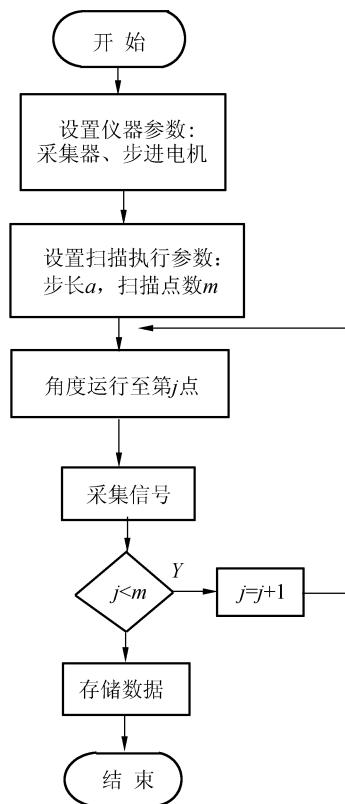 开 始
设置仪器参数:
采集器、步进电机
设置扫描执行参数:
步长a，扫描点数m
角度运行至第j点
采集信号
j<m
Y
j=j+1
存储数据
结 束